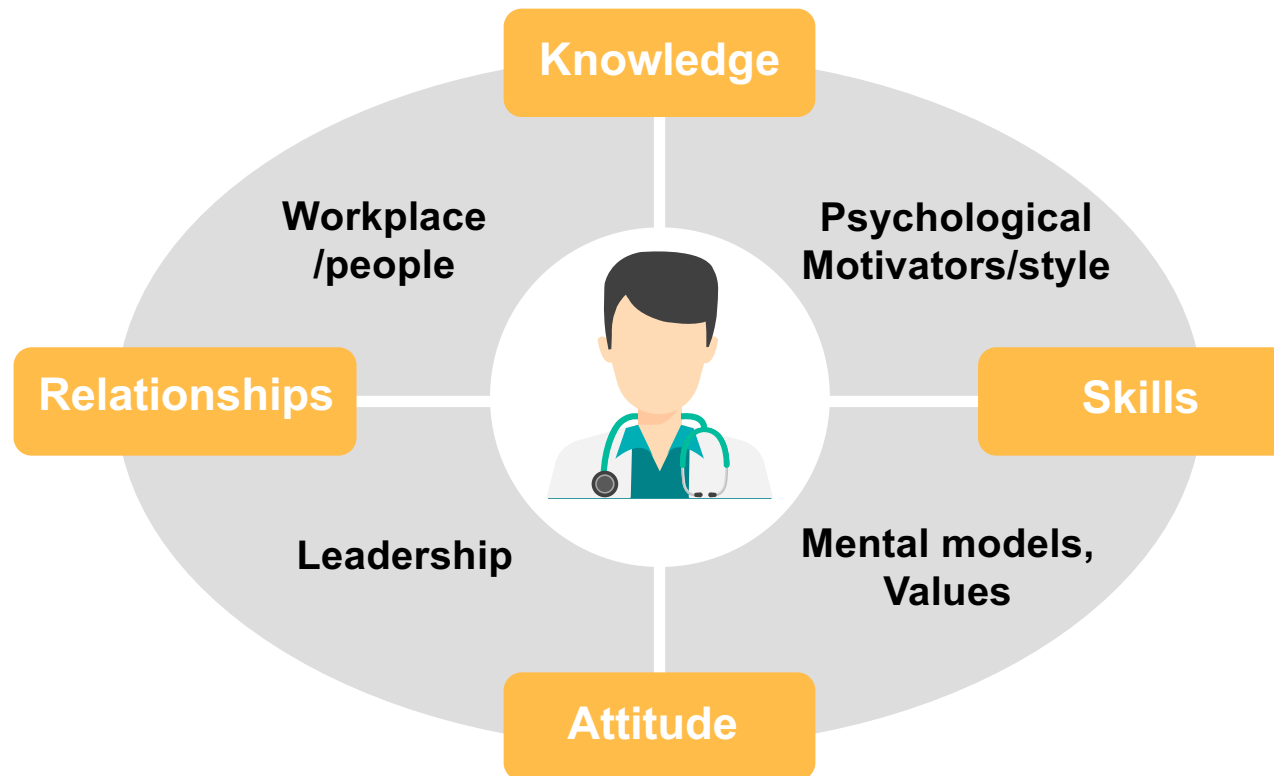 Knowledge
Workplace
/people
Psychological
Motivators/style
Relationships
Skills
Leadership
Mental models,
Values
Attitude